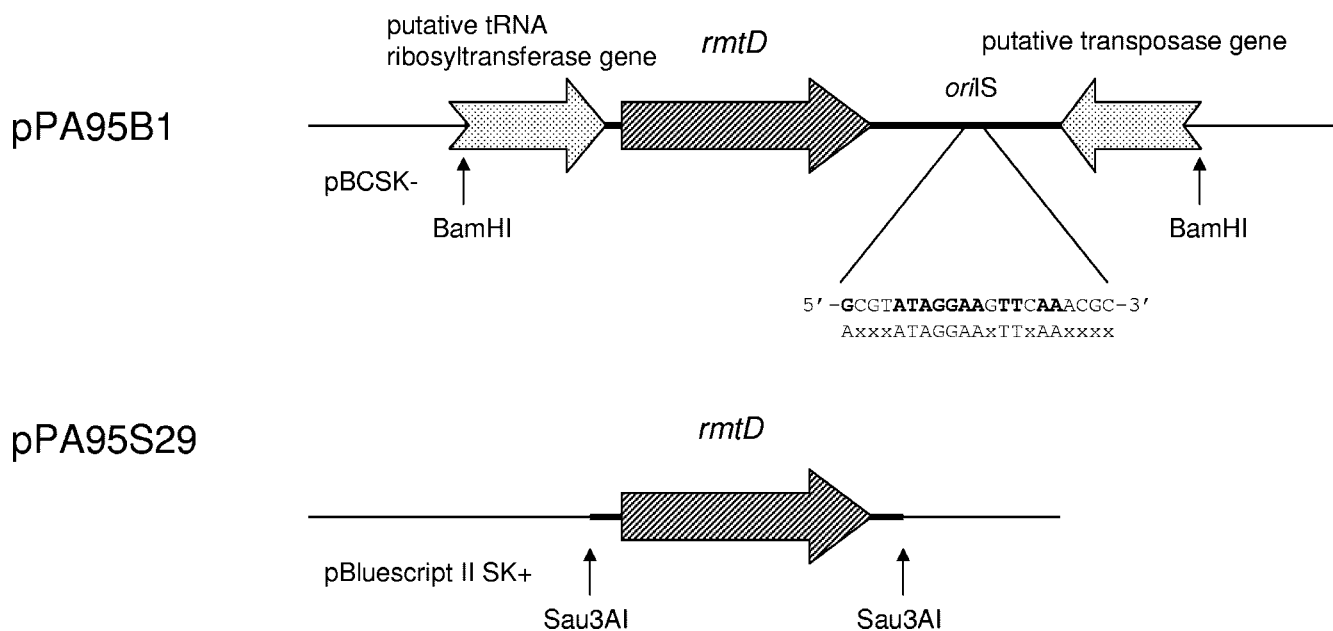 putative tRNA
ribosyltransferase gene
rmtD
putative transposase gene
oriIS
pPA95B1
pBCSK-
BamHI
BamHI
5’-GCGTATAGGAAGTTCAAACGC-3’
AxxxATAGGAAxTTxAAxxxx
rmtD
pPA95S29
pBluescript II SK+
Sau3AI
Sau3AI